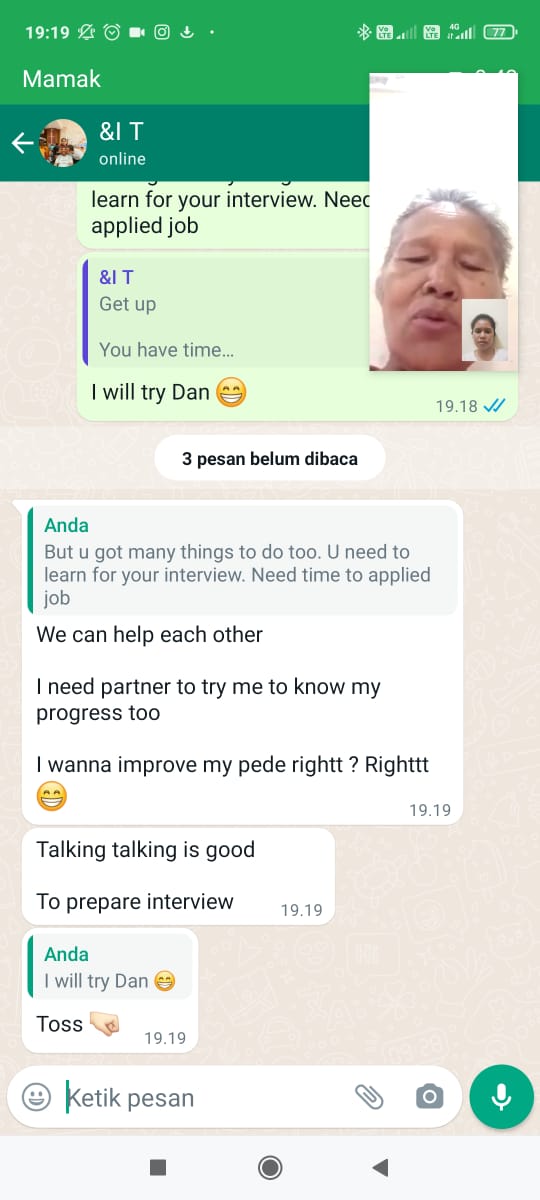 19:19
4G
77
Mamak
&I T
online
learn for your interview. Need
applied job
&I T
Get up
You have time...
I will try Dan 😁
19.18
3 pesan belum dibaca
Anda
But u got many things to do too. U need to
learn for your interview. Need time to applied
job
We can help each other
I need partner to try me to know my
progress too
I wanna improve my pede rightt ? Righttt
😁
19.19
Talking talking is good
To prepare interview
19.19
Anda
I will try Dan 😁
Toss 🤜🏻
19.19
Ketik pesan